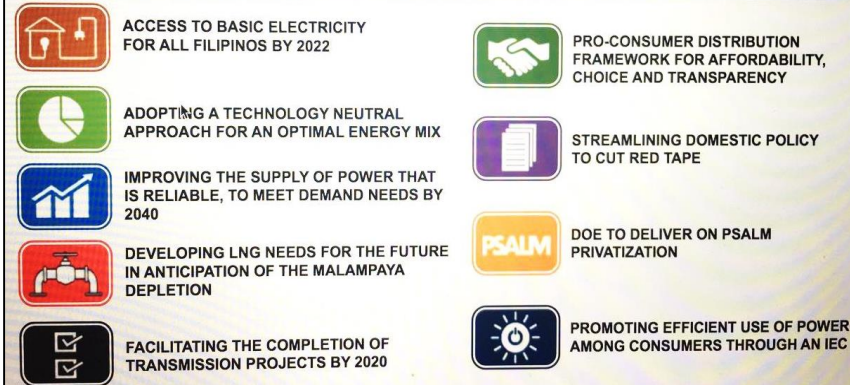 ACCESS TO BASIC ELECTRICITY
FOR ALL FILIPINOS BY 2022
ADOPTING A TECHNOLOGY NEUTRAL
APPROACH FOR AN OPTIMAL ENERGY MIX
IMPROVING THE SUPPLY OF POWER THAT
IS RELIABLE, TO MEET DEMAND NEEDS BY
2040
DEVELOPING LNG NEEDS FOR THE FUTURE
IN ANTICIPATION OF THE MALAMPAYA
DEPLETION
FACILITATING THE COMPLETION OF
TRANSMISSION PROJECTS BY 2020
PRO-CONSUMER DISTRIBUTION
FRAMEWORK FOR AFFORDABILITY,
CHOICE AND TRANSPARENCY
STREAMLINING DOMESTIC POLICY
TO CUT RED TAPE
PSALM
DOE TO DELIVER ON PSALM
PRIVATIZATION
PROMOTING EFFICIENT USE OF POWER
AMONG CONSUMERS THROUGH AN IEC